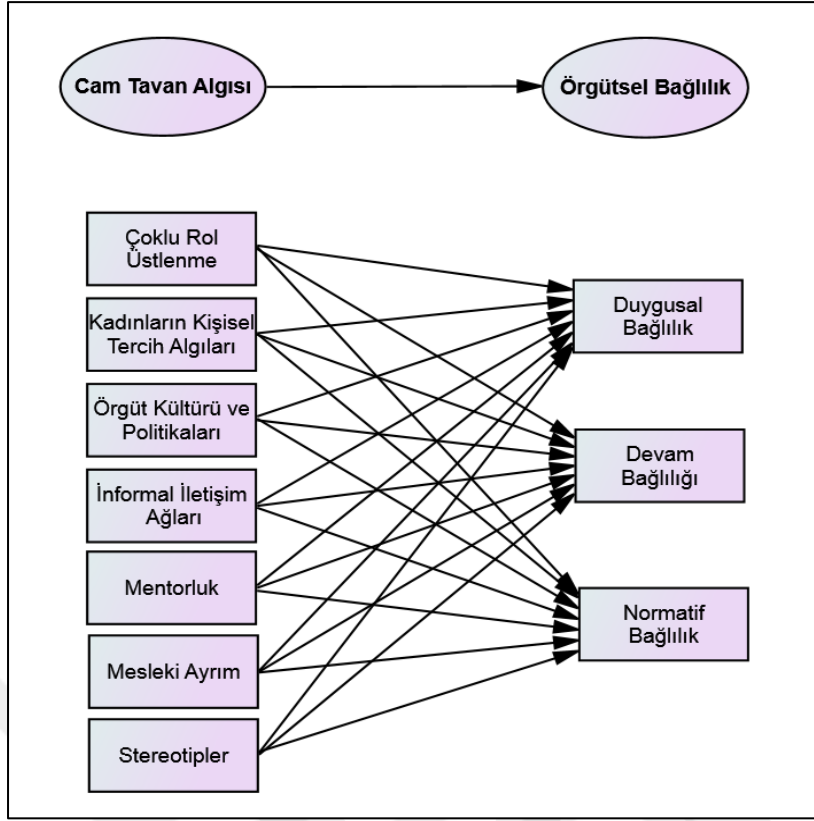 Cam Tavan Algısı
Örgütsel Bağlılık
Çoklu Rol
Üstlenme
Kadınların Kişisel
Tercih Algıları
Örgüt Kültürü ve
Politikaları
İnformal İletişim
Ağları
Mentorluk
Mesleki Ayrım
Stereotipler
Duygusal
Bağlılık
Devam
Bağlılığı
Normatif
Bağlılık